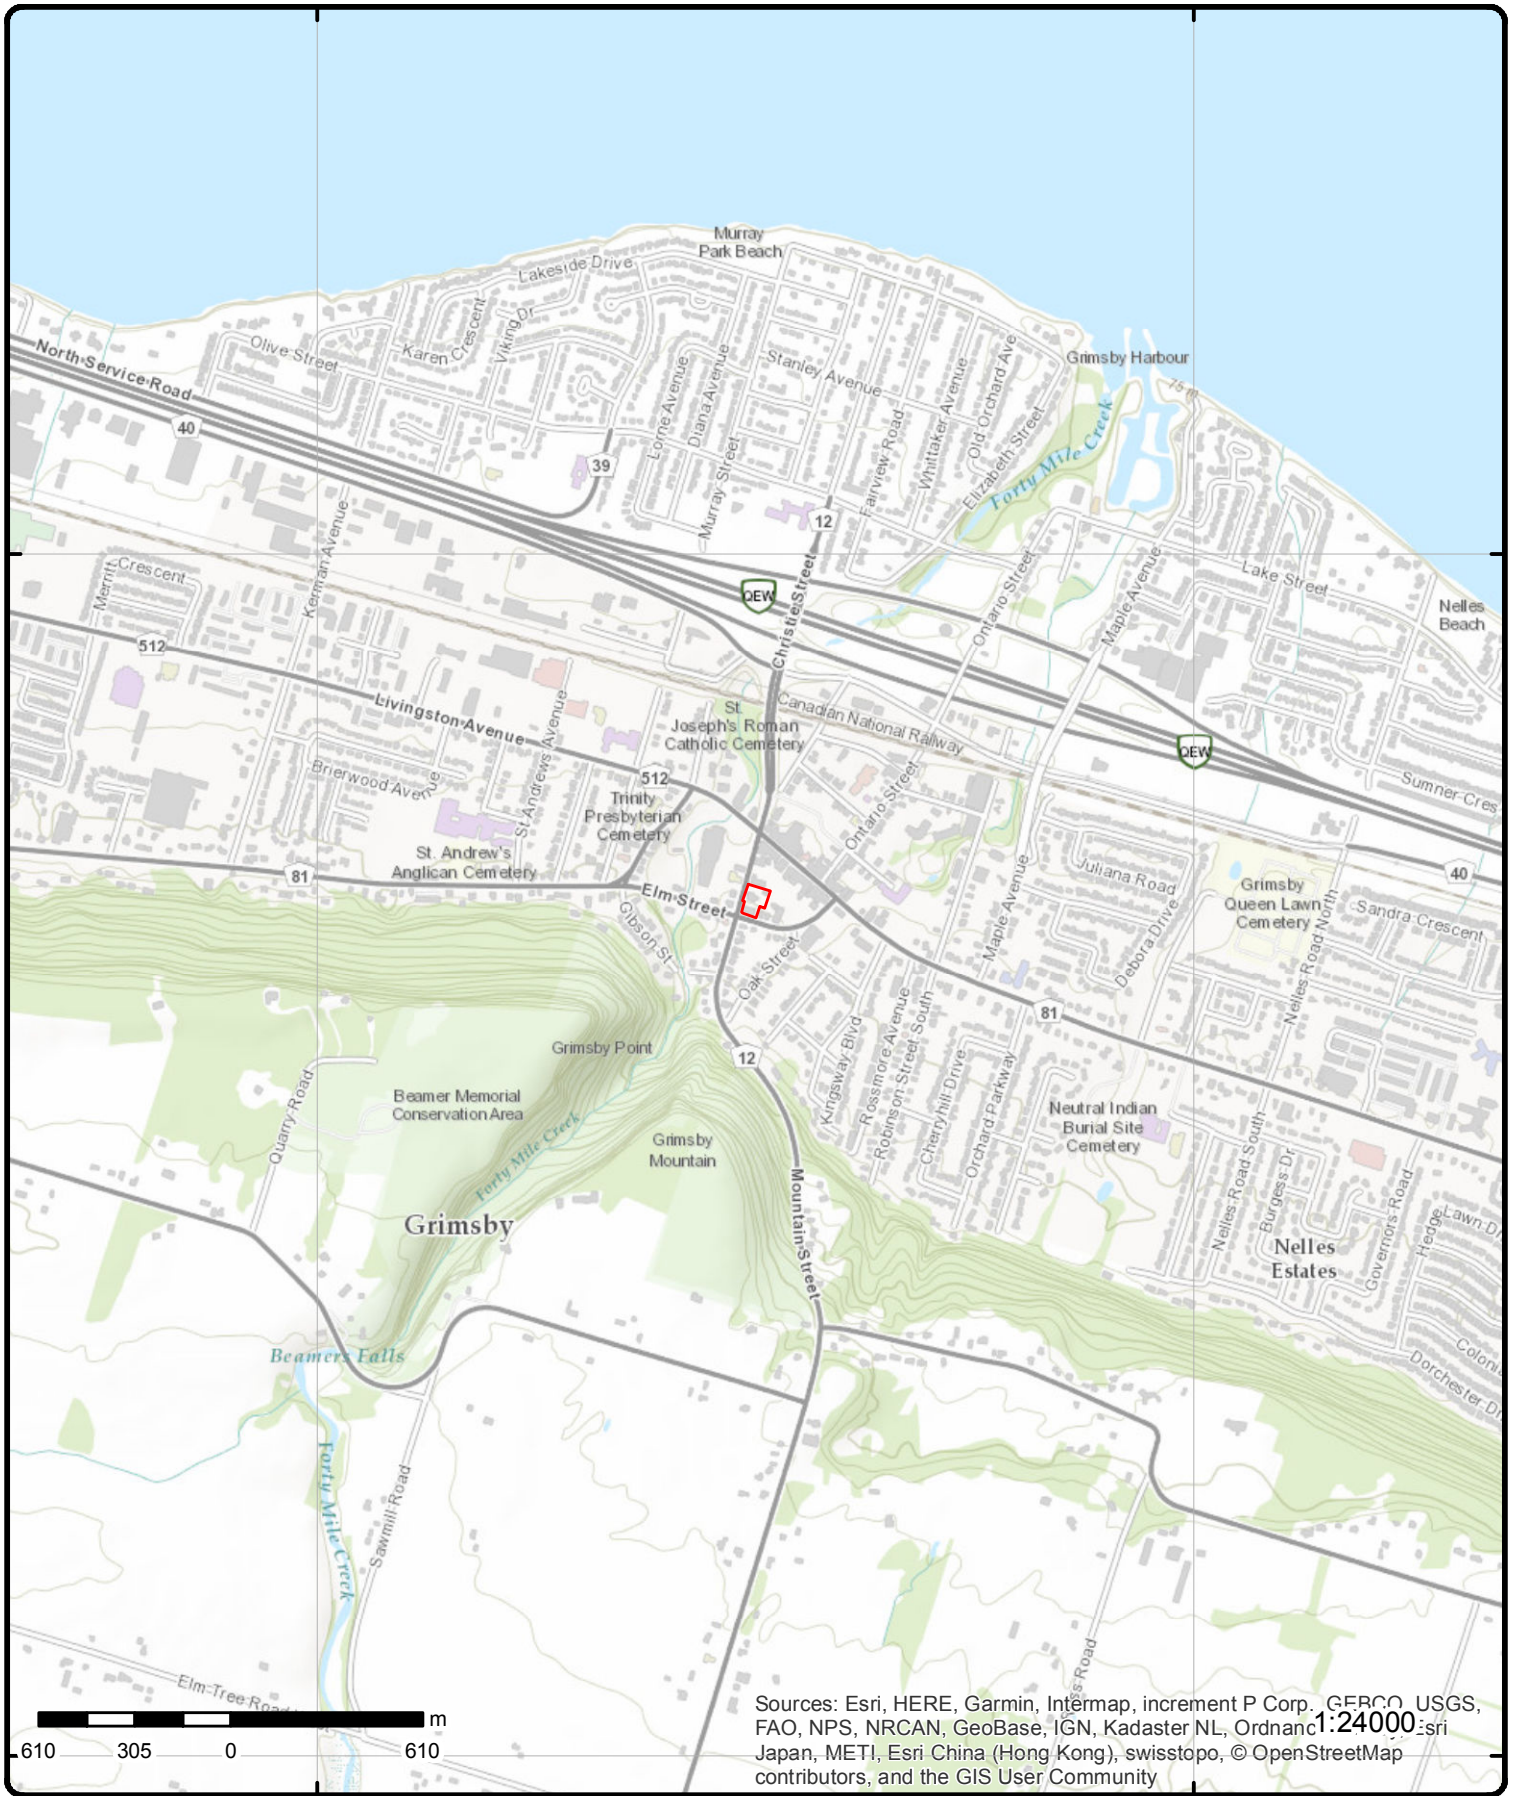 Murray
Park Beach
Lakeside Drive
Viking Dr
Karen Crescent
Olive Street
North Service Road
40
39
Lorne Avenue
Diana Avenue
Murray Street
Stanley Avenue
Fairview Road
Whittaker Avenue
Old Orchard Ave
Elizabeth Street
Grimsby Harbour
75 m
Forty Mile Creek
12
Merritt
Crescent
Kerman Avenue
QEW
Christie Street
Ontario Street
Maple Avenue
Lake Street
Nelles
Beach
512
Livingston Avenue
St. Andrews Avenue
Brierwood Avenue
St.
Joseph's Roman
Catholic Cemetery
Canadian National Railway
QEW
Sumner Cres
512
Trinity
Presbyterian
Cemetery
Ontario Street
St. Andrew's
Anglican Cemetery
81
Elm Street
Gibson St
Oak Street
Maple Avenue
Juliana Road
Debora Drive
Grimsby
Queen Lawn
Cemetery
40
Sandra Crescent
Nelles Road North
81
Grimsby Point
12
Kingsway Blvd
Rossmore Avenue
Robinson Street South
Cherryhill Drive
Orchard Parkway
Neutral Indian
Burial Site
Cemetery
Quarry Road
Beamer Memorial
Conservation Area
Forty Mile Creek
Grimsby
Mountain
Mountain Street
Grimsby
Nelles Road South
Burgess Dr
Nelles
Estates
Governors Road
Hedge
Lawn D
Coloni
Dorchester Dr
Beamers Falls
Forty Mile Creek
Sawmill Road
Elm Tree Road
ss Road
m
610 305 0 610
Sources: Esri, HERE, Garmin, Intermap, increment P Corp., GEBCO, USGS,
FAO, NPS, NRCAN, GeoBase, IGN, Kadaster NL, Ordnanc 1:24000 Esri
Japan, METI, Esri China (Hong Kong), swisstopo, © OpenStreetMap
contributors, and the GIS User Community